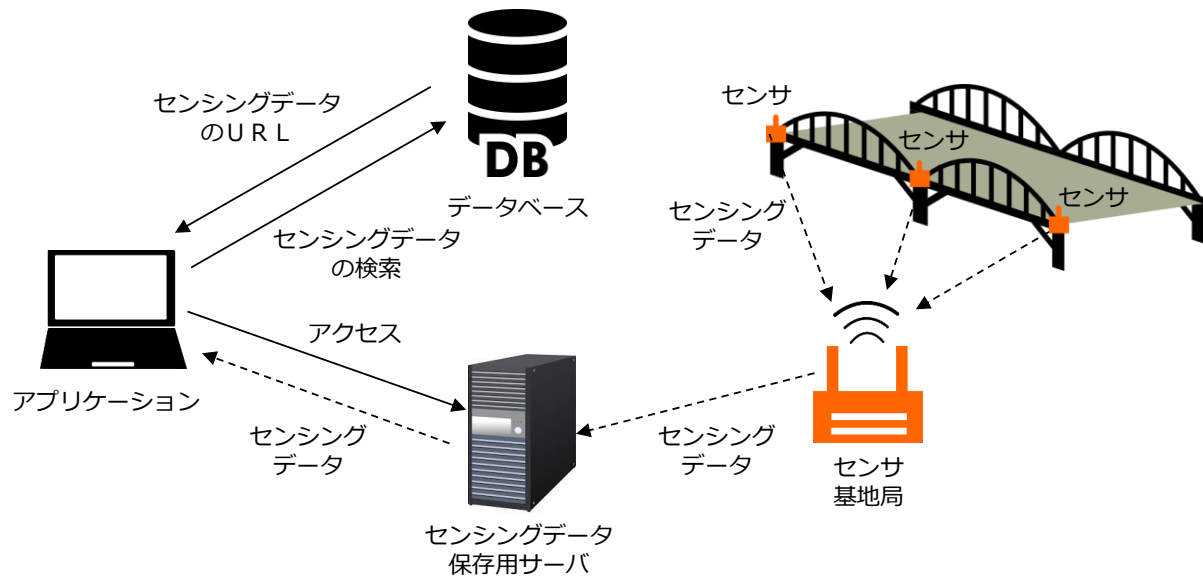 センシングデータ
のＵＲＬ
DB
データベース
センシングデータ
の検索
アプリケーション
アクセス
センシング
データ
センシングデータ
保存用サーバ
センサ
センサ
センサ
センシング
データ
センシング
データ
センサ
基地局